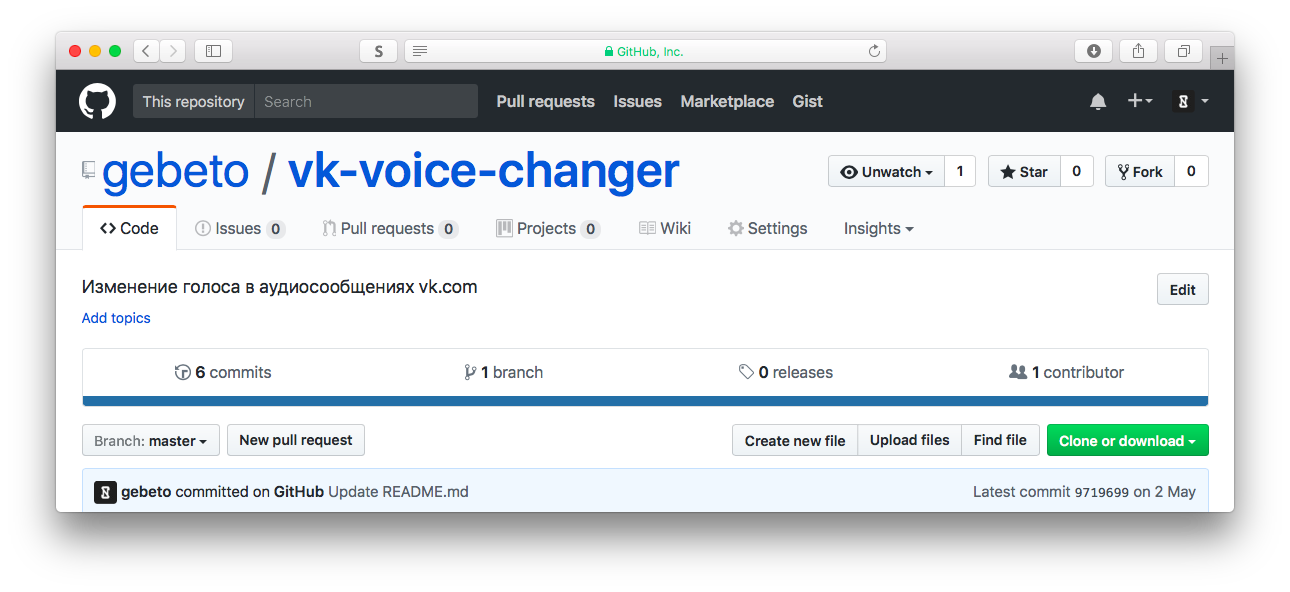 S GitHub, Inc.
This repository Search Pull requests Issues Marketplace Gist
gebeto / vk-voice-changer Unwatch 1 Star 0 Fork 0
Code Issues 0 Pull requests 0 Projects 0 Wiki Settings Insights
Изменение голоса в аудиосообщениях vk.com Edit
Add topics
6 commits 1 branch 0 releases 1 contributor
Branch: master New pull request Create new file Upload files Find file Clone or download
gebeto committed on GitHub Update README.md Latest commit 9719699 on 2 May